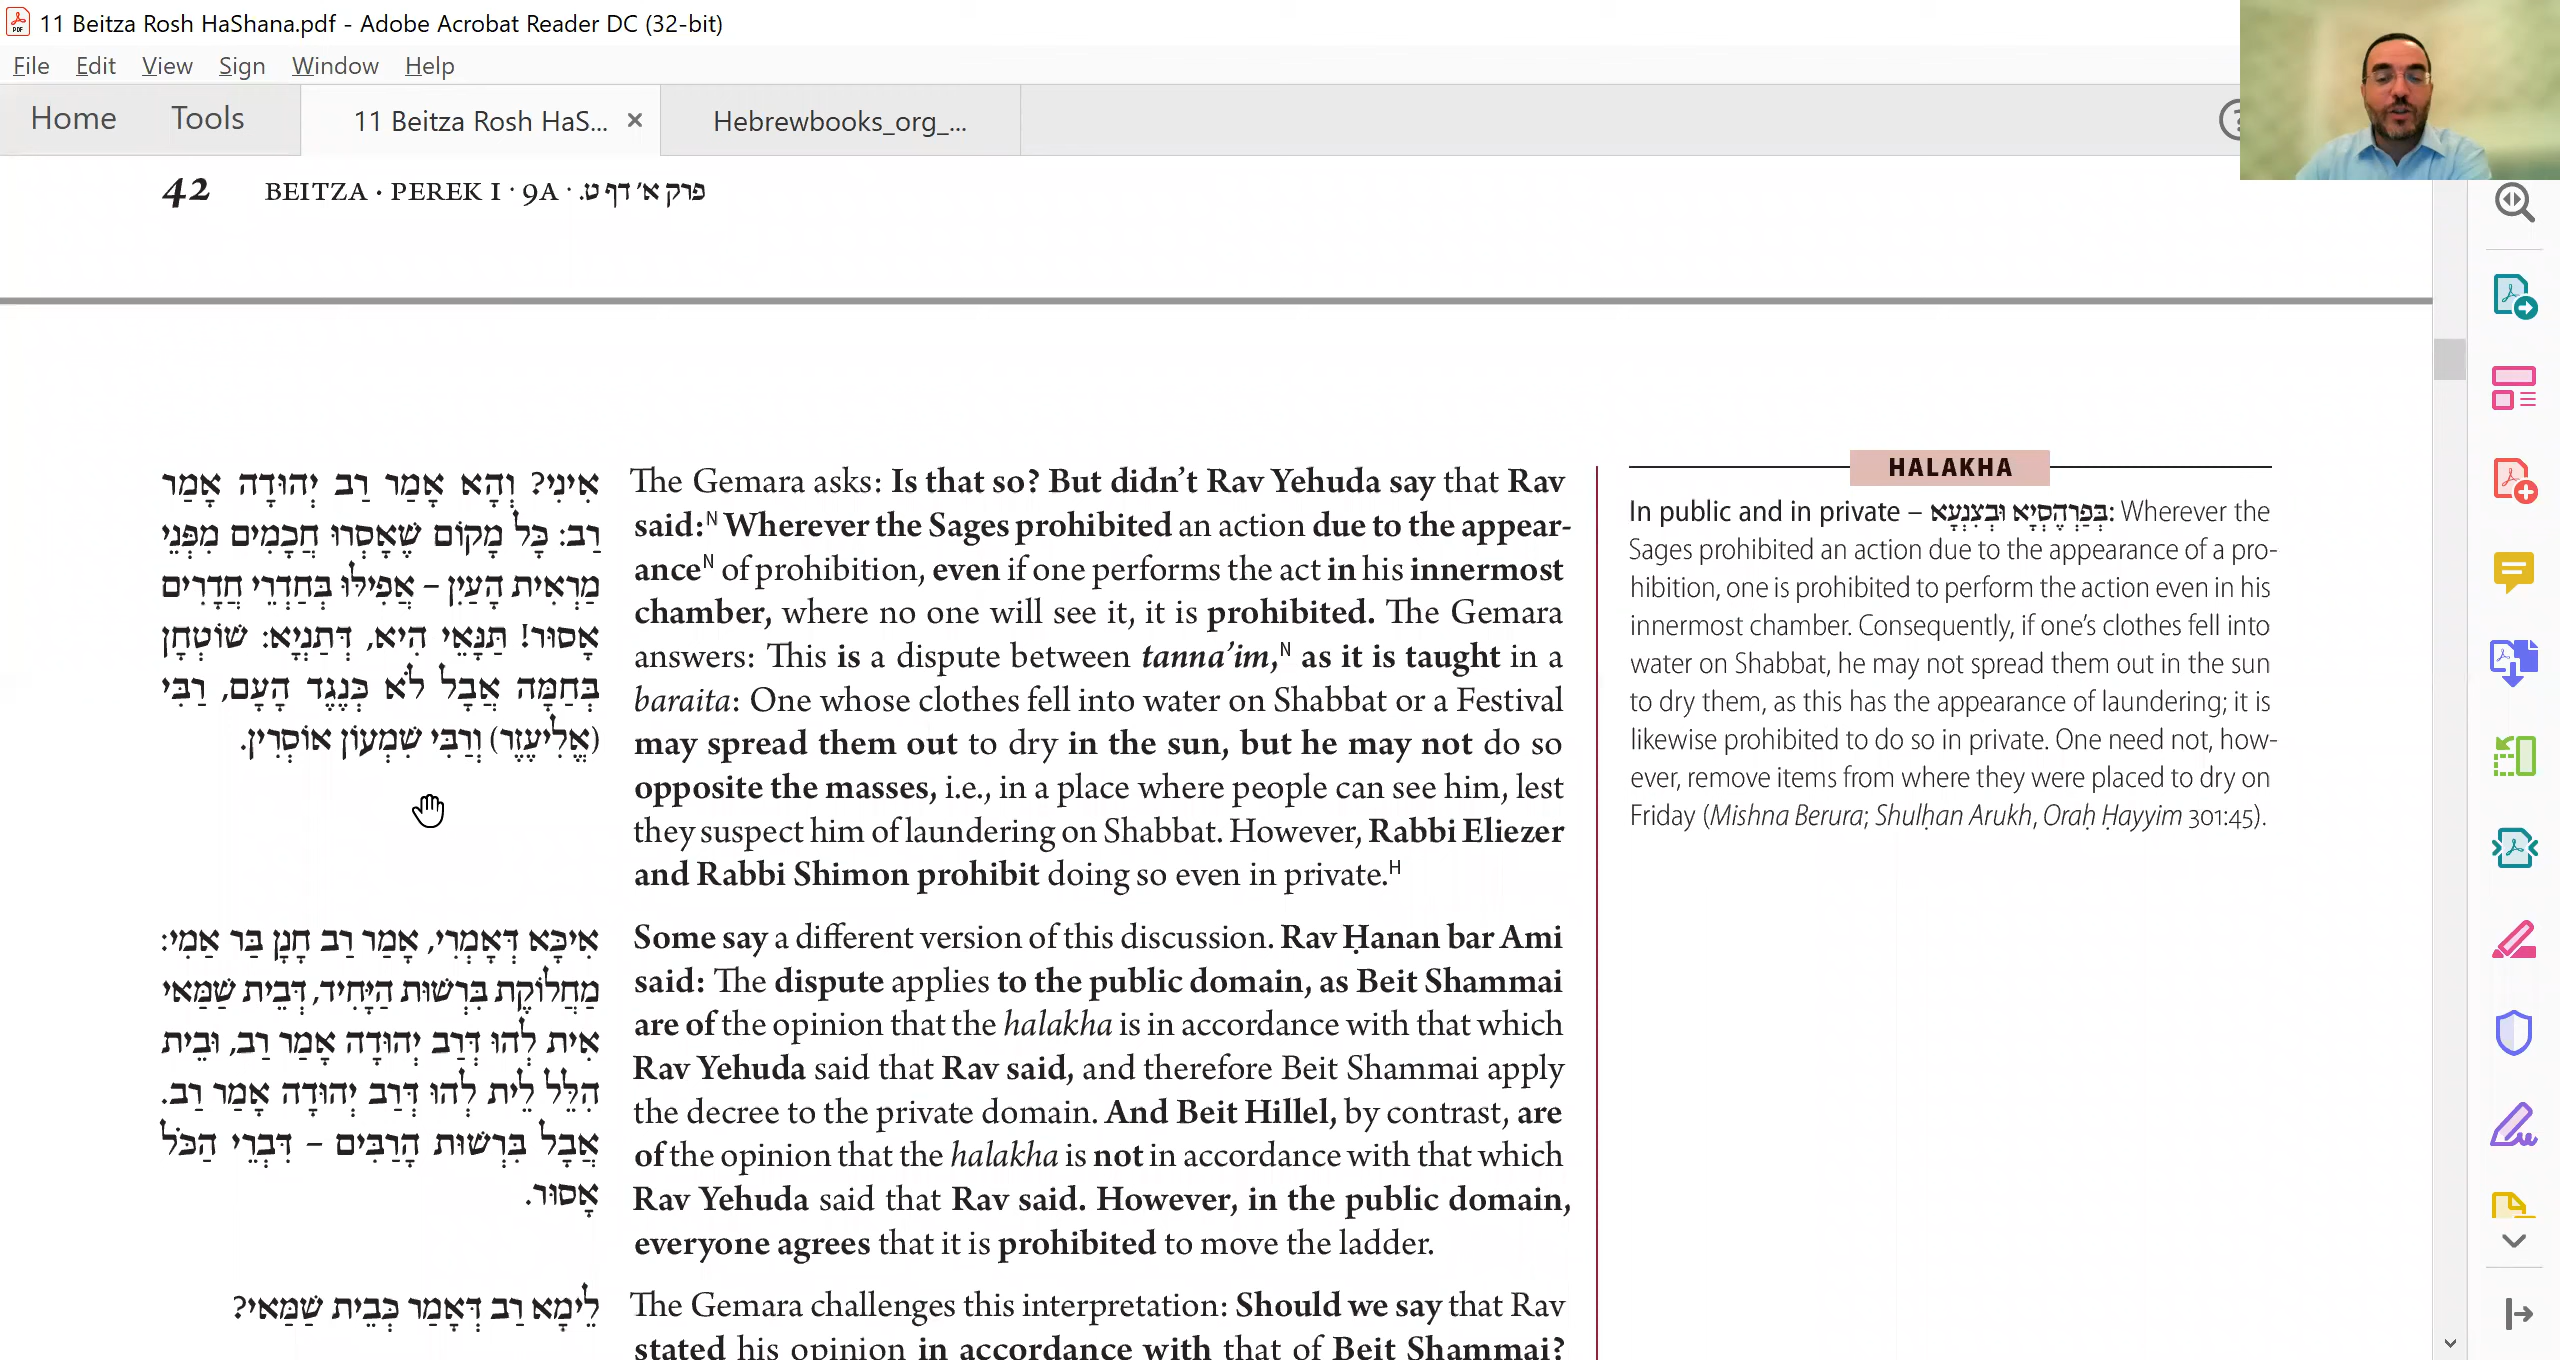 11 Beitza Rosh HaShana.pdf - Adobe Acrobat Reader DC (32-bit)
File Edit View Sign Window Help
Home Tools 11 Beitza Rosh HaS... × Hebrewbooks_org_...
42 BEITZA · PEREK I · 9A · פרק א׳ דף ט.
אִינִי? וְהָא אָמַר רַב יְהוּדָה אָמַר
רַב: כָּל מָקוֹם שֶׁאָסְרוּ חֲכָמִים מִפְּנֵי
מַרְאִית הָעַיִן – אֲפִילּוּ בְּחַדְרֵי חֲדָרִים
אָסוּר! תַּנָּאֵי הִיא, דְּתַנְיָא: שׁוֹטְחָן
בְּחַמָּה אֲבָל לֹא כְּנֶגֶד הָעָם, רַבִּי
(אֱלִיעֶזֶר) וְרַבִּי שִׁמְעוֹן אוֹסְרִין.
The Gemara asks: Is that so? But didn't Rav Yehuda say that Rav
said:N Wherever the Sages prohibited an action due to the appear-
anceN of prohibition, even if one performs the act in his innermost
chamber, where no one will see it, it is prohibited. The Gemara
answers: This is a dispute between tanna'im,N as it is taught in a
baraita: One whose clothes fell into water on Shabbat or a Festival
may spread them out to dry in the sun, but he may not do so
opposite the masses, i.e., in a place where people can see him, lest
they suspect him of laundering on Shabbat. However, Rabbi Eliezer
and Rabbi Shimon prohibit doing so even in private.H
אִיכָּא דְּאָמְרִי, אָמַר רַב חָנָן בַּר אַמִי:
מַחֲלוֹקֶת בִּרְשׁוּת הַיָּחִיד, דְּבֵית שַׁמַּאי
אִית לְהוּ דְּרַב יְהוּדָה אָמַר רַב, וּבֵית
הִלֵּל לֵית לְהוּ דְּרַב יְהוּדָה אָמַר רַב.
אֲבָל בִּרְשׁוּת הָרַבִּים – דִּבְרֵי הַכֹּל
אָסוּר.
Some say a different version of this discussion. Rav Ḥanan bar Ami
said: The dispute applies to the public domain, as Beit Shammai
are of the opinion that the halakha is in accordance with that which
Rav Yehuda said that Rav said, and therefore Beit Shammai apply
the decree to the private domain. And Beit Hillel, by contrast, are
of the opinion that the halakha is not in accordance with that which
Rav Yehuda said that Rav said. However, in the public domain,
everyone agrees that it is prohibited to move the ladder.
לֵימָא רַב דְּאָמַר כְּבֵית שַׁמַּאי?
The Gemara challenges this interpretation: Should we say that Rav
stated his opinion in accordance with that of Beit Shammai?
HALAKHA
In public and in private – בְּפַרְהֶסְיָא וּבְצִנְעָא: Wherever the
Sages prohibited an action due to the appearance of a pro-
hibition, one is prohibited to perform the action even in his
innermost chamber. Consequently, if one's clothes fell into
water on Shabbat, he may not spread them out in the sun
to dry them, as this has the appearance of laundering; it is
likewise prohibited to do so in private. One need not, how-
ever, remove items from where they were placed to dry on
Friday (Mishna Berura; Shulḥan Arukh, Oraḥ Ḥayyim 301:45).